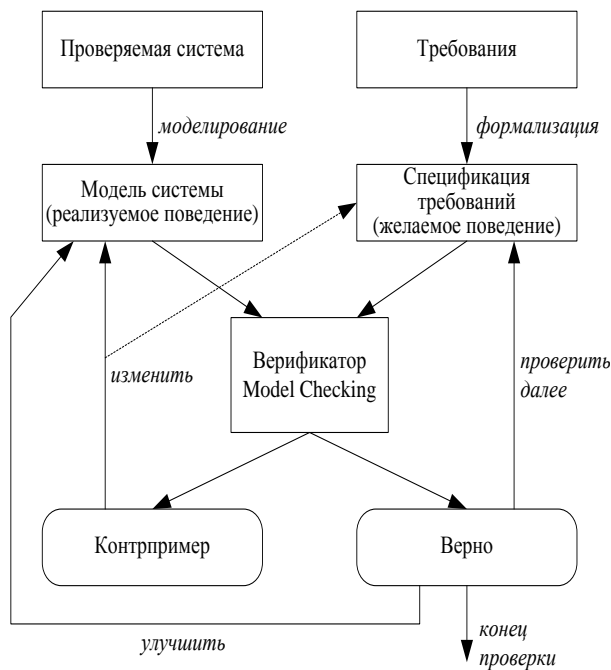 Проверяемая система
Требования
моделирование
формализация
Модель системы
(реализуемое поведение)
Спецификация
требований
(желаемое поведение)
Верификатор
Model Checking
изменить
проверить
далее
Контрпример
Верно
улучшить
конец
проверки